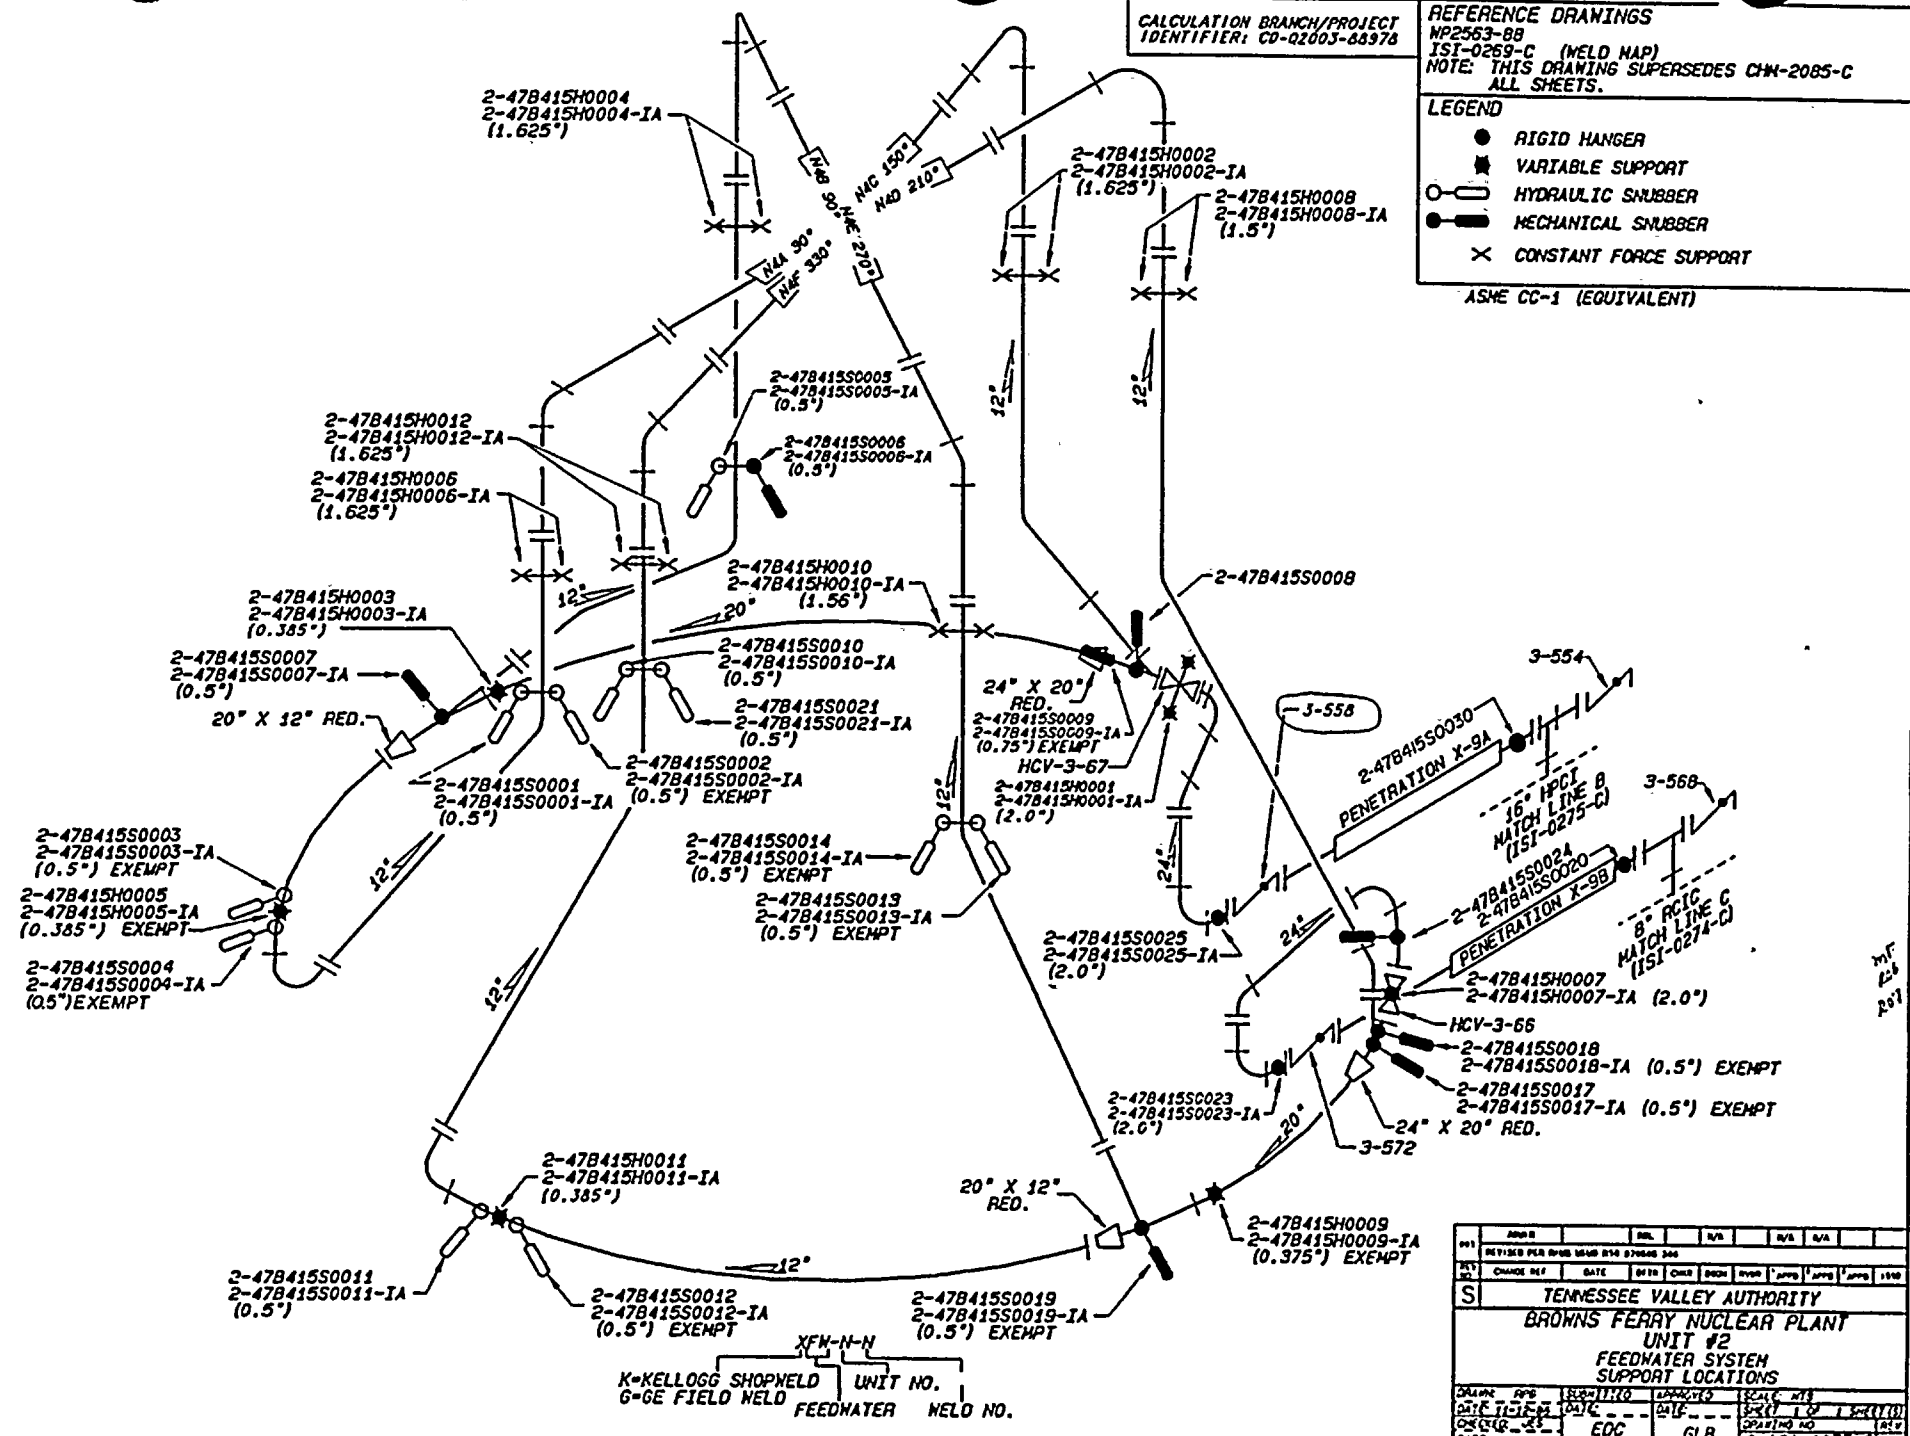 CALCULATION BRANCH/PROJECT
IDENTIFIER: CD-Q2003-88978
REFERENCE DRAWINGS
WP2563-88
ISI-0269-C (WELD MAP)
NOTE: THIS DRAWING SUPERSEDES CHM-2085-C
ALL SHEETS.
LEGEND
RIGID HANGER
VARIABLE SUPPORT
HYDRAULIC SNUBBER
MECHANICAL SNUBBER
CONSTANT FORCE SUPPORT
ASME CC-1 (EQUIVALENT)
2-47B415H0004
2-47B415H0004-IA
(1.625")
N4B 90°
N4C 150°
N4D 210°
N4E 270°
N4A 30°
N4F 330°
2-47B415H0002
2-47B415H0002-IA
(1.625")
2-47B415H0008
2-47B415H0008-IA
(1.5")
12"
12"
2-47B415S0005
2-47B415S0005-IA
(0.5")
2-47B415S0006
2-47B415S0006-IA
(0.5")
2-47B415H0012
2-47B415H0012-IA
(1.625")
2-47B415H0006
2-47B415H0006-IA
(1.625")
2-47B415H0003
2-47B415H0003-IA
(0.385")
12"
20"
2-47B415H0010
2-47B415H0010-IA
(1.56")
2-47B415S0008
2-47B415S0007
2-47B415S0007-IA
(0.5")
20" X 12" RED.
2-47B415S0010
2-47B415S0010-IA
(0.5")
2-47B415S0021
2-47B415S0021-IA
(0.5")
2-47B415S0002
2-47B415S0002-IA
(0.5") EXEMPT
2-47B415S0001
2-47B415S0001-IA
(0.5")
24" X 20"
RED.
2-47B415S0009
2-47B415S0009-IA
(0.75") EXEMPT
HCV-3-67
2-47B415H0001
2-47B415H0001-IA
(2.0")
3-558
3-554
2-47B415S0030
PENETRATION X-9A
16" HPCI
MATCH LINE B
(ISI-0275-C)
3-568
2-47B415S0024
2-47B415S0020
PENETRATION X-9B
8" RCIC
MATCH LINE C
(ISI-0274-C)
2-47B415S0003
2-47B415S0003-IA
(0.5") EXEMPT
2-47B415H0005
2-47B415H0005-IA
(0.385") EXEMPT
2-47B415S0004
2-47B415S0004-IA
(0.5") EXEMPT
12"
12"
12"
24"
24"
2-47B415S0014
2-47B415S0014-IA
(0.5") EXEMPT
2-47B415S0013
2-47B415S0013-IA
(0.5") EXEMPT
2-47B415S0025
2-47B415S0025-IA
(2.0")
2-47B415H0007
2-47B415H0007-IA (2.0")
HCV-3-66
2-47B415S0018
2-47B415S0018-IA (0.5") EXEMPT
2-47B415S0017
2-47B415S0017-IA (0.5") EXEMPT
24" X 20" RED.
3-572
2-47B415S0023
2-47B415S0023-IA
(2.0")
20"
2-47B415H0011
2-47B415H0011-IA
(0.385")
20" X 12"
RED.
2-47B415H0009
2-47B415H0009-IA
(0.375") EXEMPT
12"
2-47B415S0011
2-47B415S0011-IA
(0.5")
2-47B415S0012
2-47B415S0012-IA
(0.5") EXEMPT
2-47B415S0019
2-47B415S0019-IA
(0.5") EXEMPT
XFW-N-N
K=KELLOGG SHOPWELD
G=GE FIELD WELD
UNIT NO.
FEEDWATER
WELD NO.
CHANGE REF DATE
S
TENNESSEE VALLEY AUTHORITY
BROWNS FERRY NUCLEAR PLANT
UNIT #2
FEEDWATER SYSTEM
SUPPORT LOCATIONS
SUBMITTED APPROVED SCALE: NTS
DATE: DATE: SHEET 1 OF 1 SHEET(S)
EDC GLB